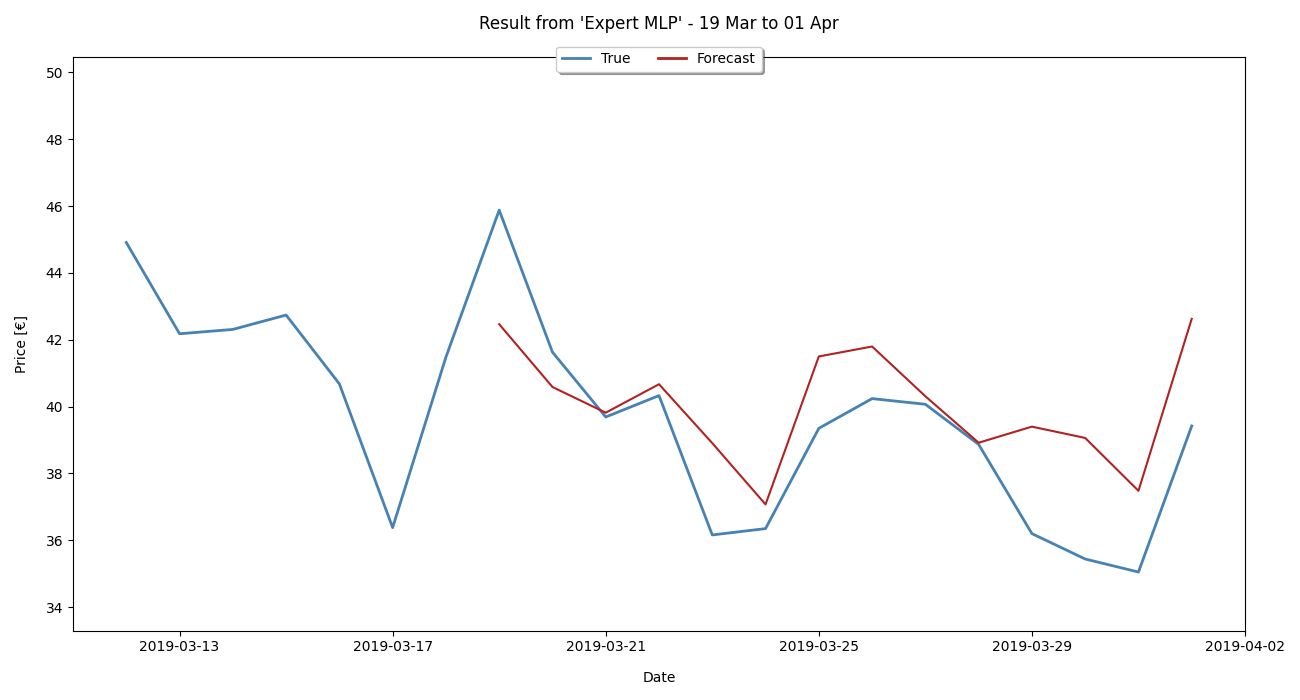 Result from 'Expert MLP' - 19 Mar to 01 Apr
True Forecast
50
48
46
44
42
40
38
36
34
Price [€]
2019-03-13 2019-03-17 2019-03-21 2019-03-25 2019-03-29 2019-04-02
Date